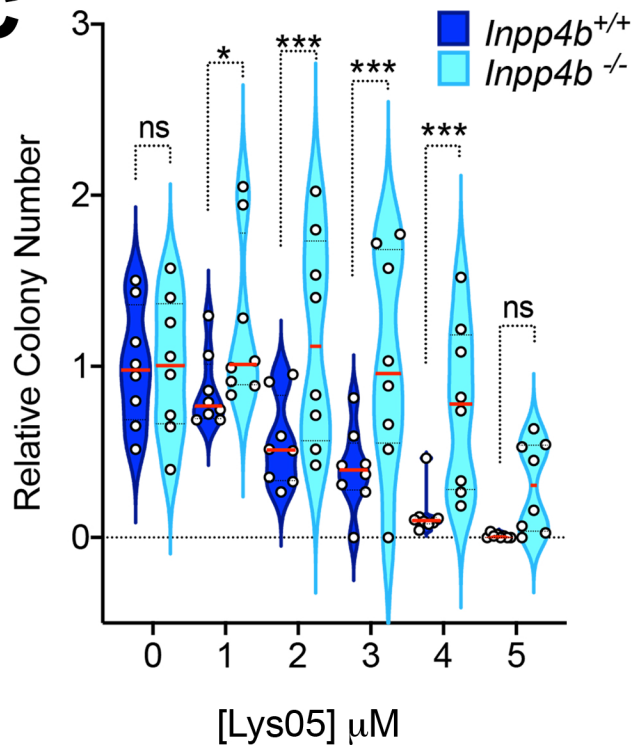 C
3
2
1
0
Relative Colony Number
Inpp4b+/+
Inpp4b -/-
ns
*
***
***
***
ns
0 1 2 3 4 5
[Lys05] μM